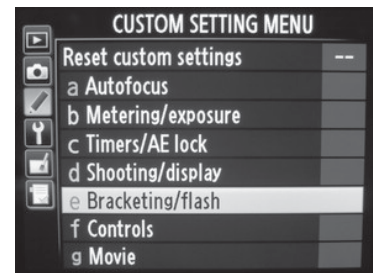 CUSTOM SETTING MENU
Reset custom settings --
a Autofocus
b Metering/exposure
c Timers/AE lock
d Shooting/display
e Bracketing/flash
f Controls
g Movie